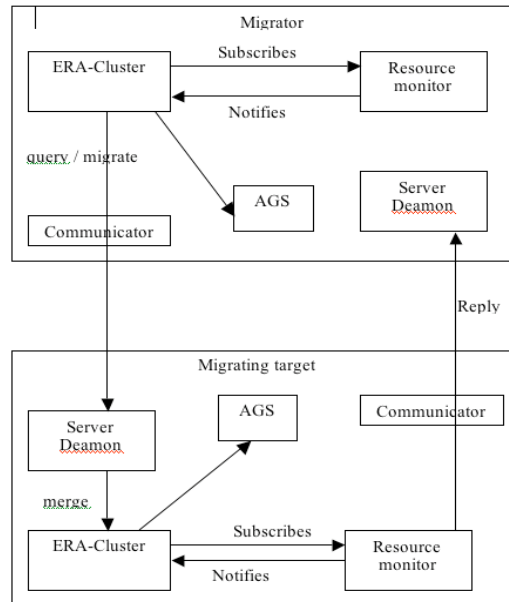 Migrator
ERA-Cluster
Subscribes
Resource
monitor
Notifies
query / migrate
AGS
Server
Deamon
Communicator
Reply
Migrating target
AGS
Communicator
Server
Deamon
merge
ERA-Cluster
Subscribes
Resource
monitor
Notifies